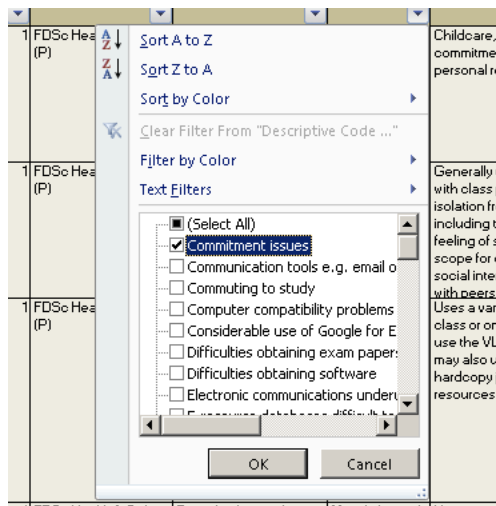 1 FDSc Hea
(P)
Sort A to Z
Sort Z to A
Sort by Color
Clear Filter From "Descriptive Code ..."
Filter by Color
Text Filters
(Select All)
Commitment issues
Communication tools e.g. email o
Commuting to study
Computer compatibility problems
Considerable use of Google for E
Difficulties obtaining exam papers
Difficulties obtaining software
Electronic communications underu
OK
Cancel
Childcare,
commitme
personal re
1 FDSc Hea
(P)
Generally
with class
isolation fr
including t
feeling of s
scope for
social inte
with peers
1 FDSc Hea
(P)
Uses a var
class or on
use the VL
may also u
hardcopy
resources